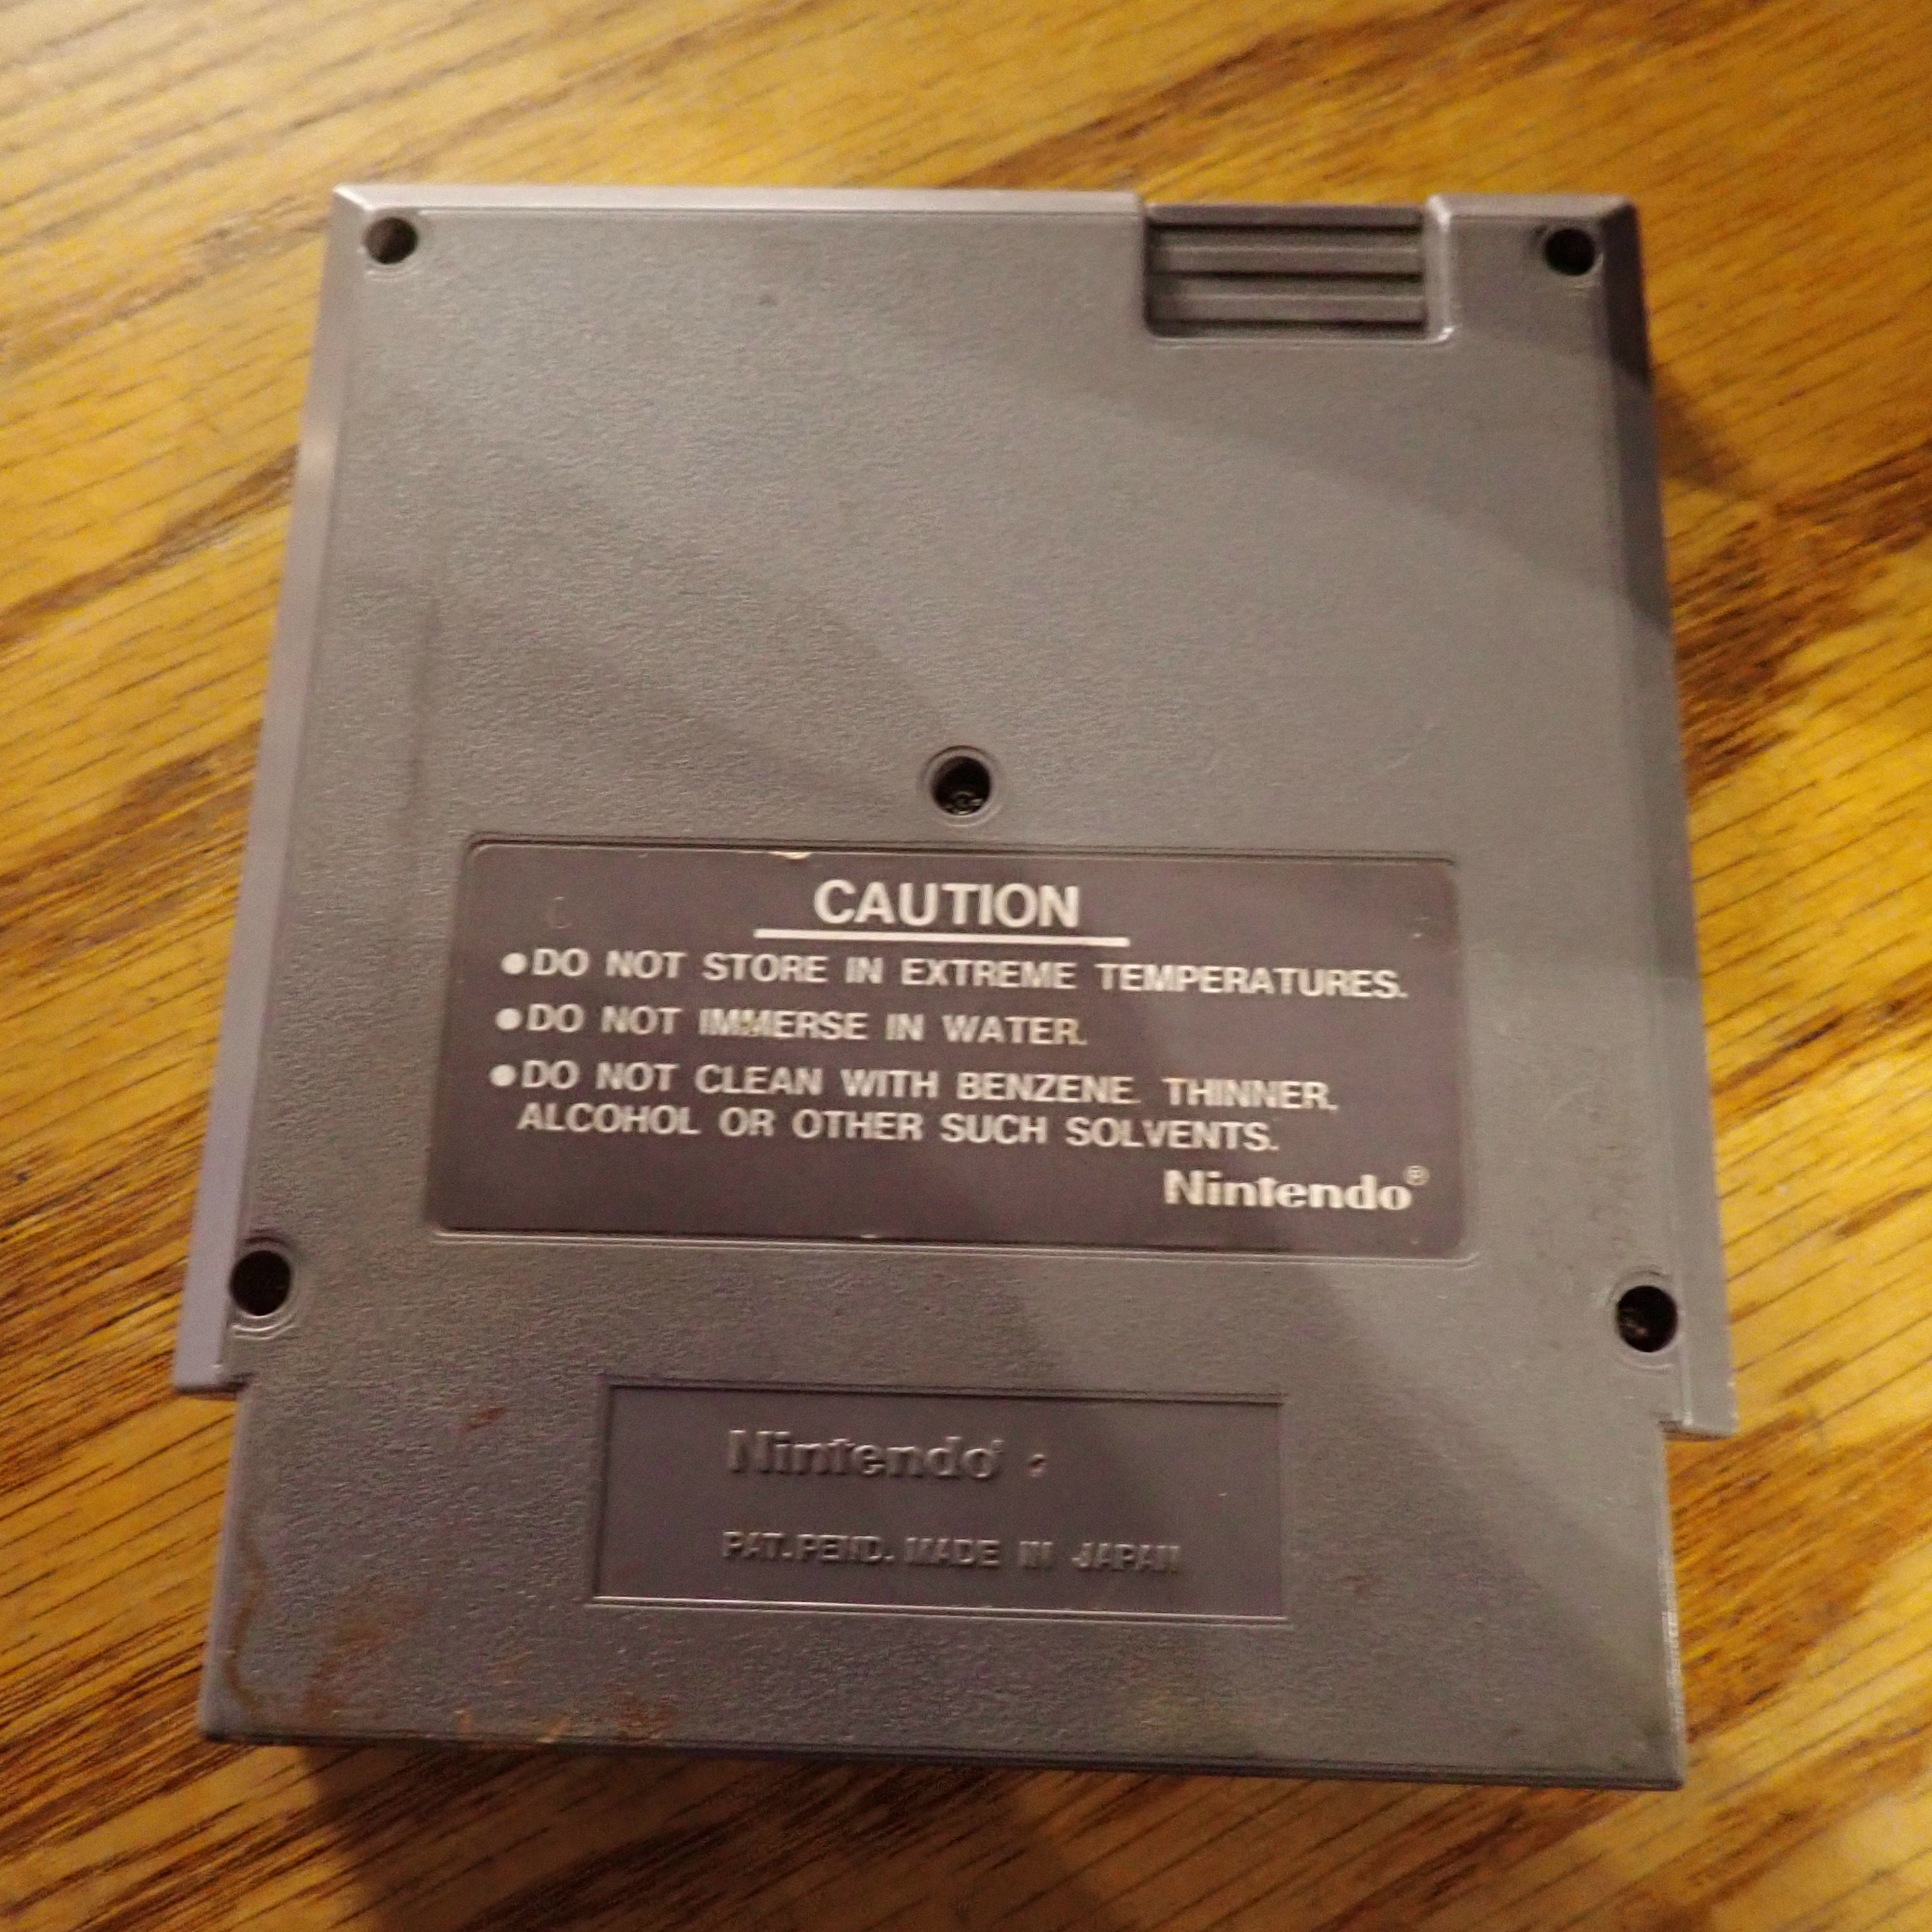 CAUTION
●DO NOT STORE IN EXTREME TEMPERATURES.
●DO NOT IMMERSE IN WATER.
●DO NOT CLEAN WITH BENZENE. THINNER,
ALCOHOL OR OTHER SUCH SOLVENTS.
Nintendo®
Nintendo
PAT.PEND. MADE IN JAPAN